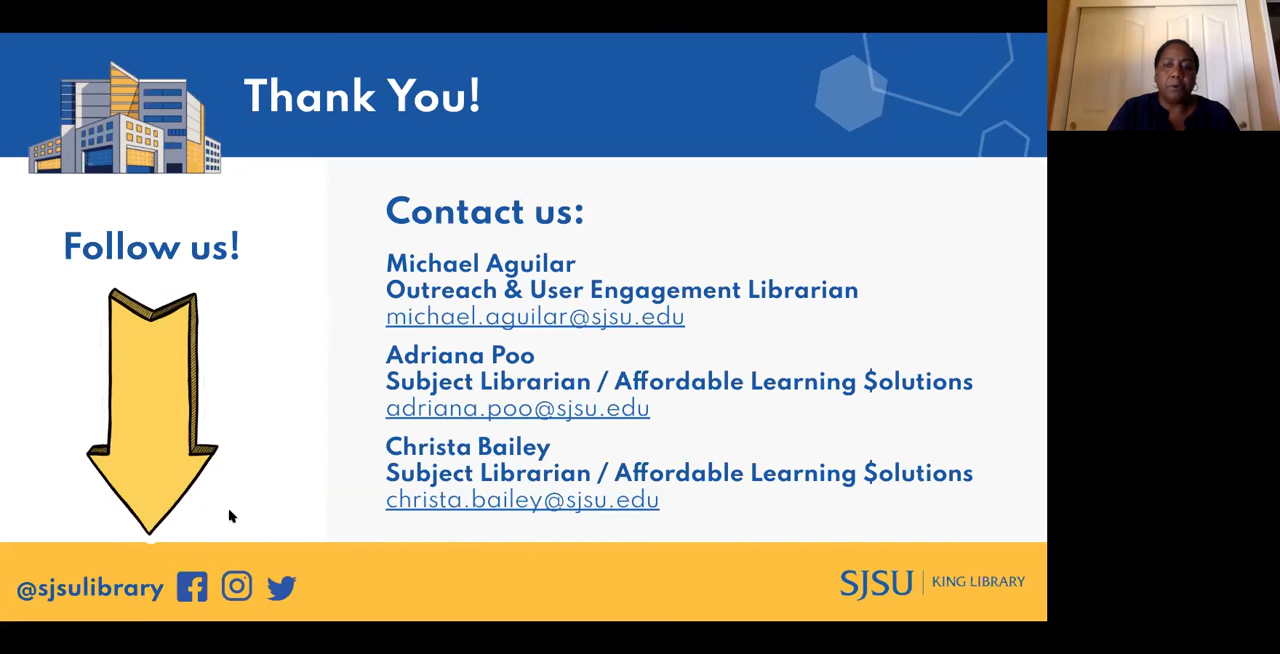 Thank You!
Follow us!
Contact us:
Michael Aguilar
Outreach & User Engagement Librarian
michael.aguilar@sjsu.edu
Adriana Poo
Subject Librarian / Affordable Learning $olutions
adriana.poo@sjsu.edu
Christa Bailey
Subject Librarian / Affordable Learning $olutions
christa.bailey@sjsu.edu
@sjsulibrary
SJSU | KING LIBRARY